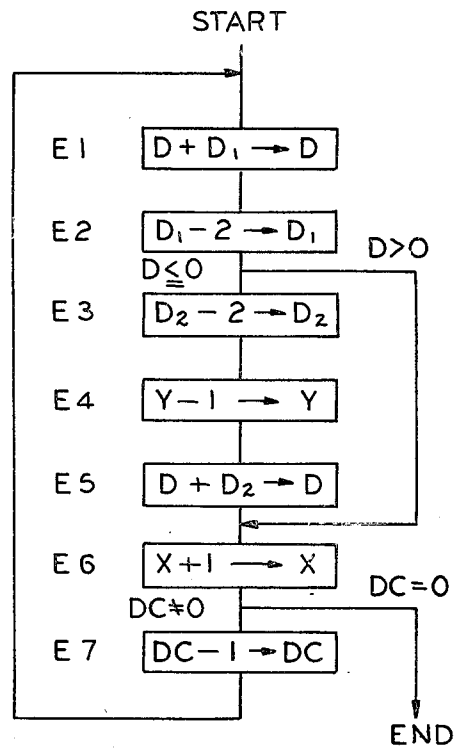 START
E1 D + D₁ → D
E2 D₁ − 2 → D₁
D≦0 D>0
E3 D₂ − 2 → D₂
E4 Y − 1 → Y
E5 D + D₂ → D
E6 X + 1 → X
DC≠0 DC=0
E7 DC − 1 → DC
END